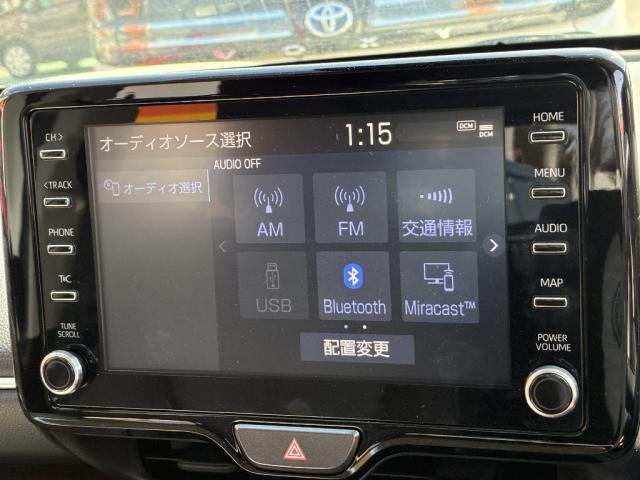 オーディオソース選択
1:15
DCM
DCM
AUDIO OFF
オーディオ選択
AM
FM
交通情報
USB
Bluetooth
Miracast™
配置変更
CH >
< TRACK
PHONE
T<C
TUNE
SCROLL
HOME
MENU
AUDIO
MAP
POWER
VOLUME